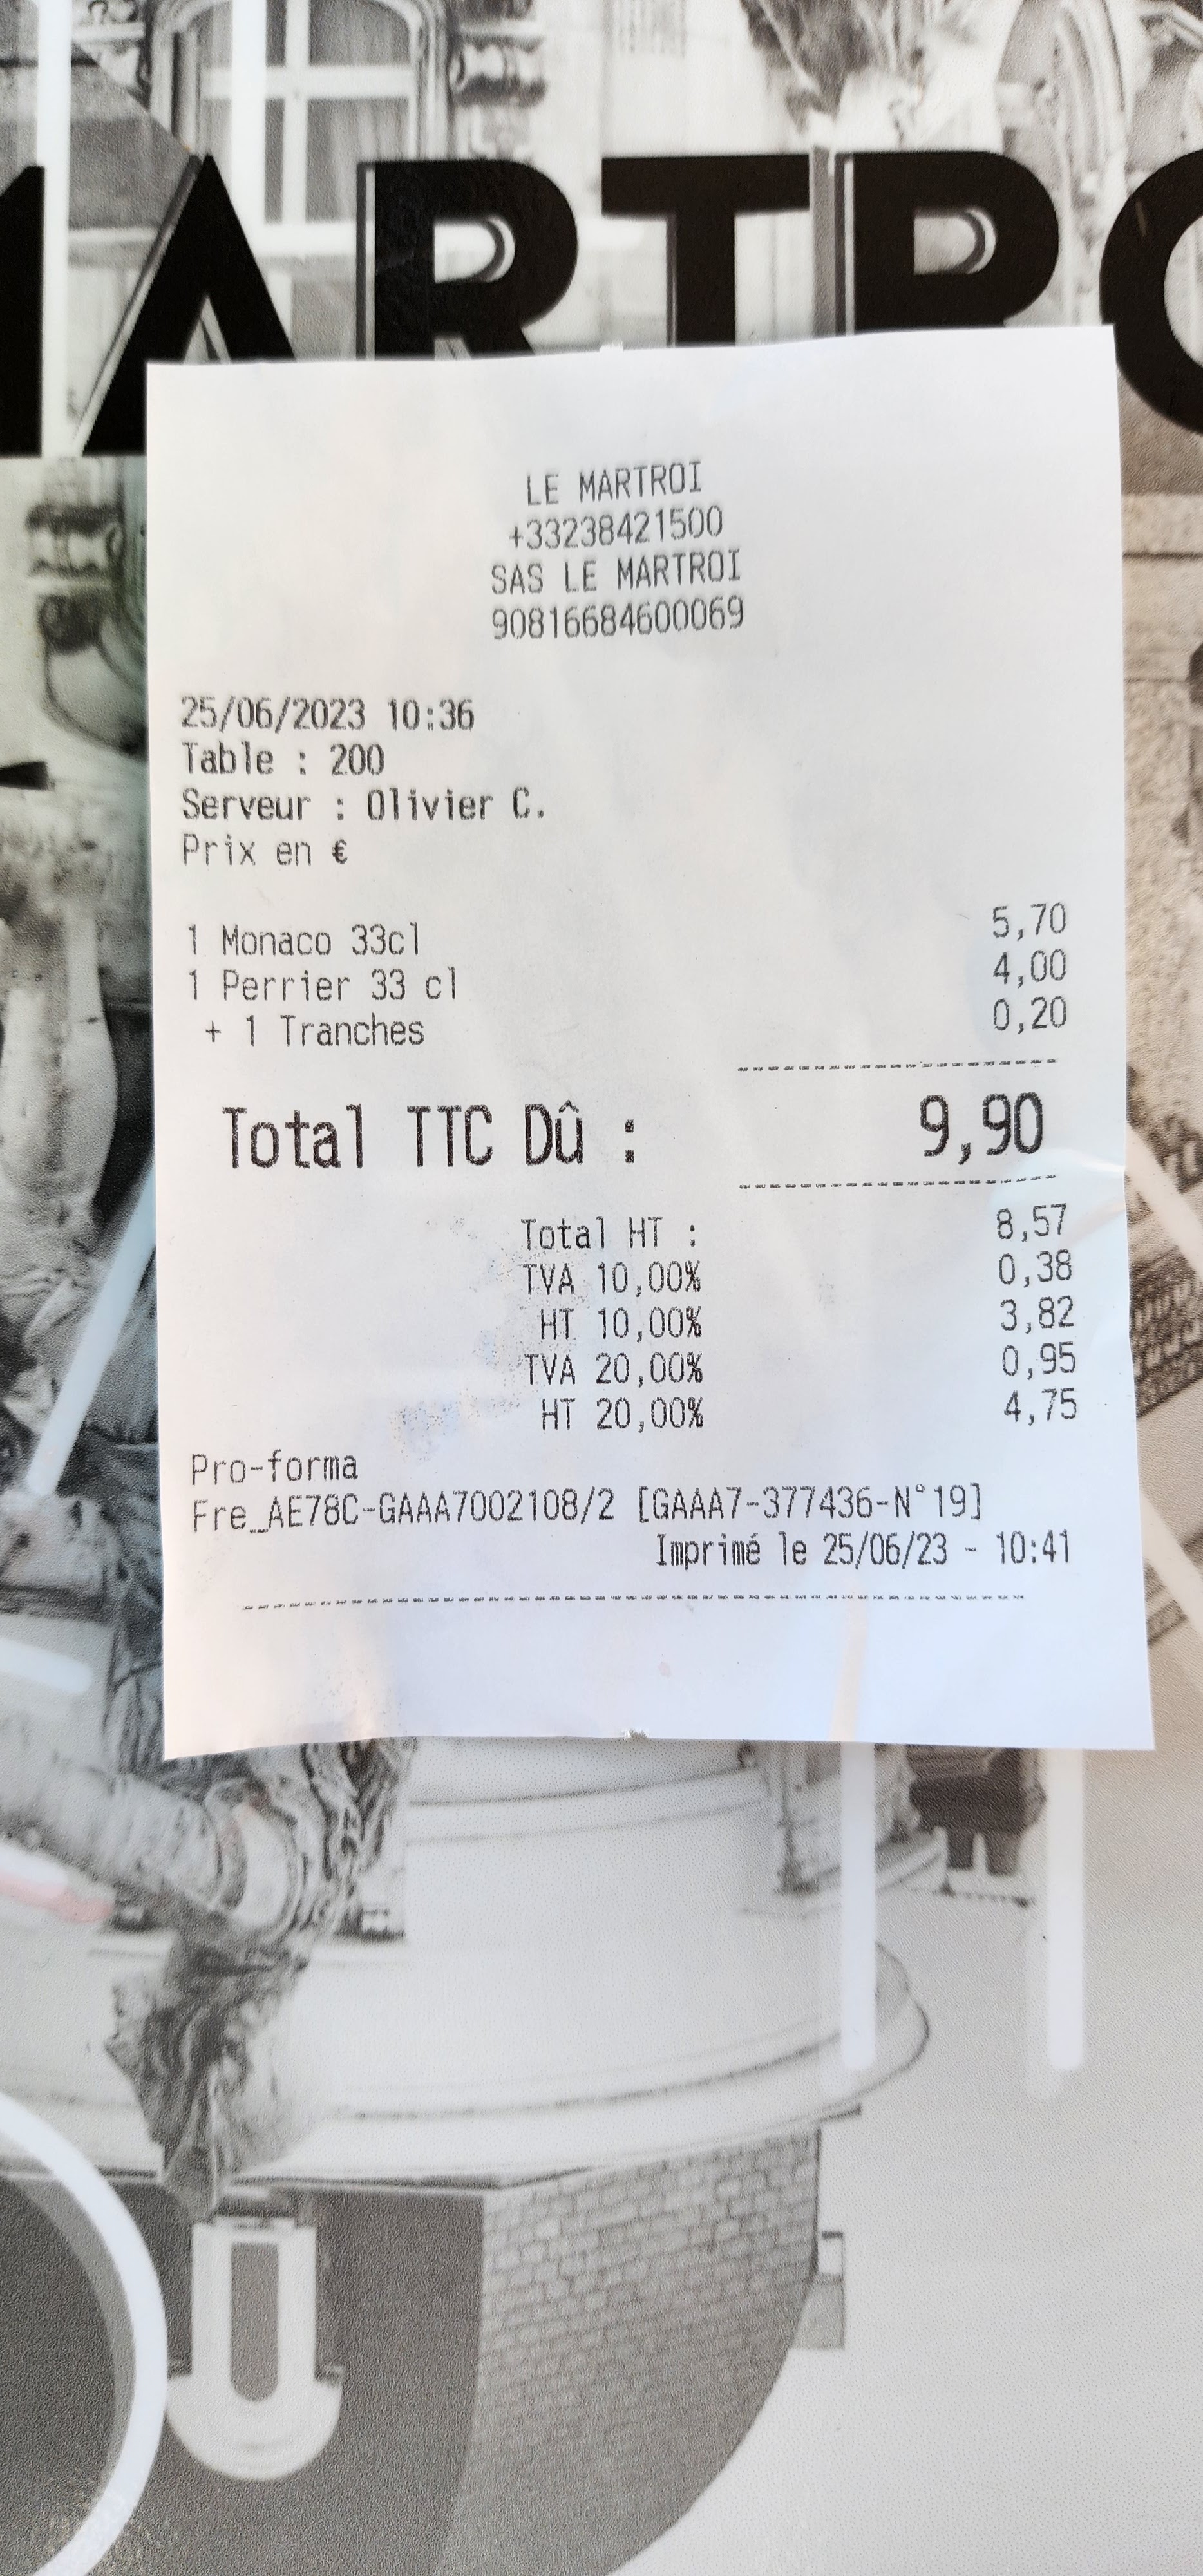 MARTRO
LE MARTROI
+33238421500
SAS LE MARTROI
90816684600069
25/06/2023 10:36
Table : 200
Serveur : Olivier C.
Prix en €
1 Monaco 33cl 5,70
1 Perrier 33 cl 4,00
+ 1 Tranches 0,20
Total TTC Dû : 9,90
Total HT : 8,57
TVA 10,00% 0,38
HT 10,00% 3,82
TVA 20,00% 0,95
HT 20,00% 4,75
Pro-forma
Fre_AE78C-GAAA7002108/2 [GAAA7-377436-N°19]
Imprimé le 25/06/23 - 10:41